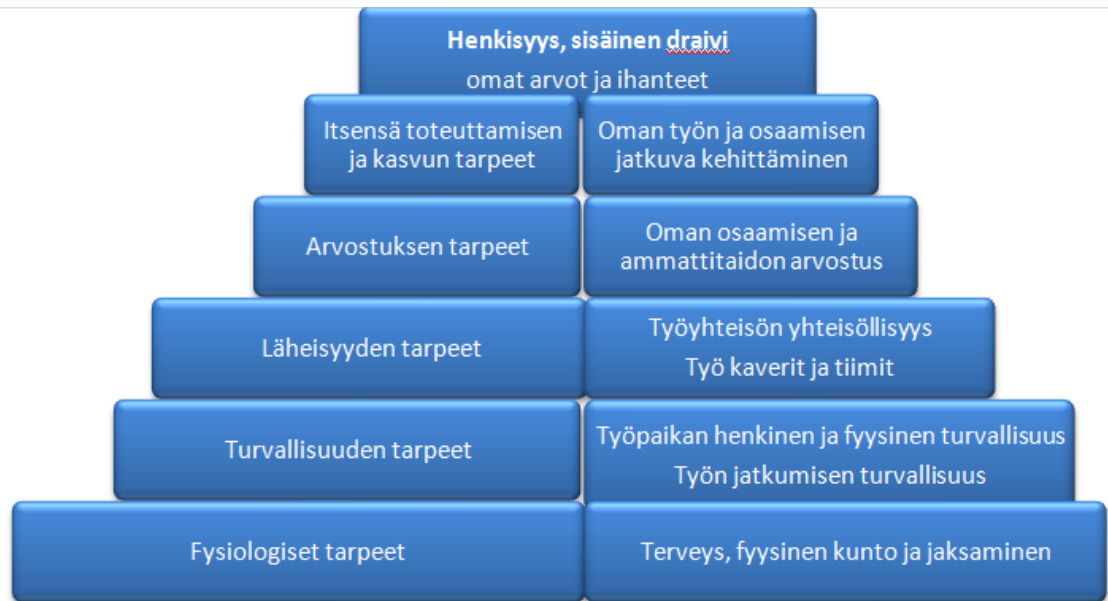 Henkisyys, sisäinen draivi
omat arvot ja ihanteet
Itsensä toteuttamisen
ja kasvun tarpeet
Oman työn ja osaamisen
jatkuva kehittäminen
Arvostuksen tarpeet
Oman osaamisen ja
ammattitaidon arvostus
Läheisyyden tarpeet
Työyhteisön yhteisöllisyys
Työ kaverit ja tiimit
Turvallisuuden tarpeet
Työpaikan henkinen ja fyysinen turvallisuus
Työn jatkumisen turvallisuus
Fysiologiset tarpeet
Terveys, fyysinen kunto ja jaksaminen